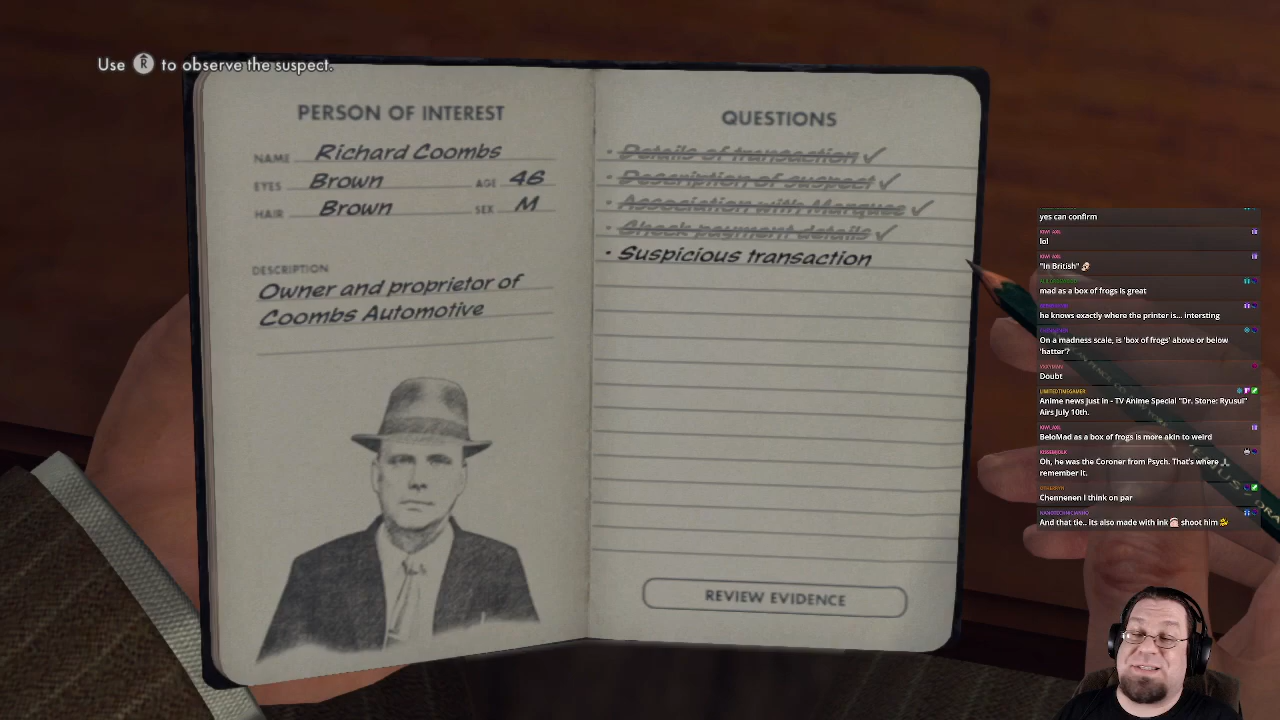 Use R to observe the suspect.
PERSON OF INTEREST
NAME Richard Coombs
EYES Brown AGE 46
HAIR Brown SEX M
DESCRIPTION
Owner and proprietor of
Coombs Automotive
QUESTIONS
· Details of transaction ✓
· Description of suspect ✓
· Association with Marquee ✓
· Check payment details ✓
· Suspicious transaction
REVIEW EVIDENCE
yes can confirm
KIWI_AXL
lol
KIWI_AXL
"In British"
mad as a box of frogs is great
he knows exactly where the printer is... intersting
On a madness scale, is 'box of frogs' above or below
'hatter'?
Doubt
LIMITEDTIMEGAMER
Anime news just in - TV Anime Special "Dr. Stone: Ryusui"
Airs July 10th.
KIWI_AXL
BeloMad as a box of frogs is more akin to weird
Oh, he was the Coroner from Psych. That's where I
remember it.
Chennenen I think on par
And that tie.. its also made with ink shoot him